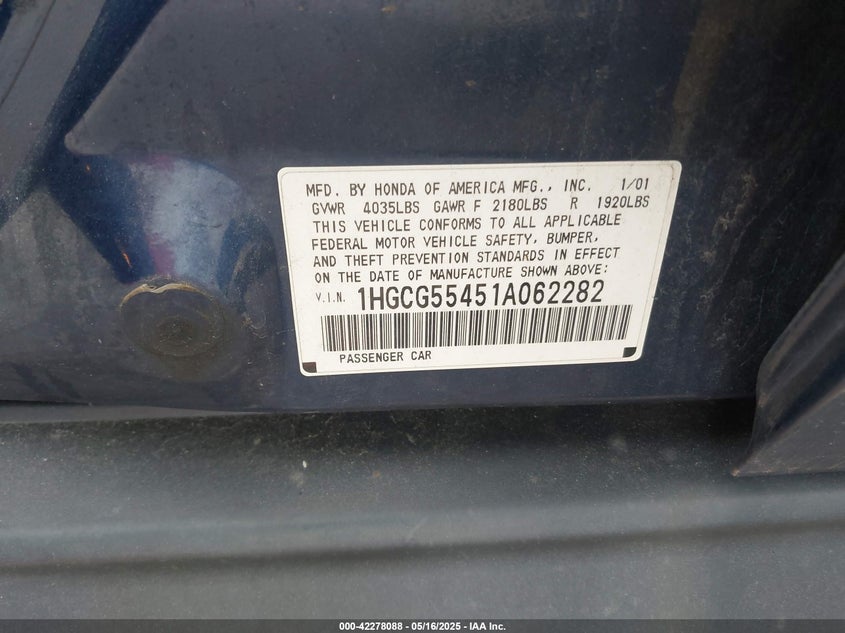 MFD. BY HONDA OF AMERICA MFG., INC. 1/01
GVWR 4035LBS GAWR F 2180LBS R 1920LBS
THIS VEHICLE CONFORMS TO ALL APPLICABLE
FEDERAL MOTOR VEHICLE SAFETY, BUMPER,
AND THEFT PREVENTION STANDARDS IN EFFECT
ON THE DATE OF MANUFACTURE SHOWN ABOVE:
V.I.N. 1HGCG55451A062282
PASSENGER CAR
000-42278088 - 05/16/2025 - IAA Inc.